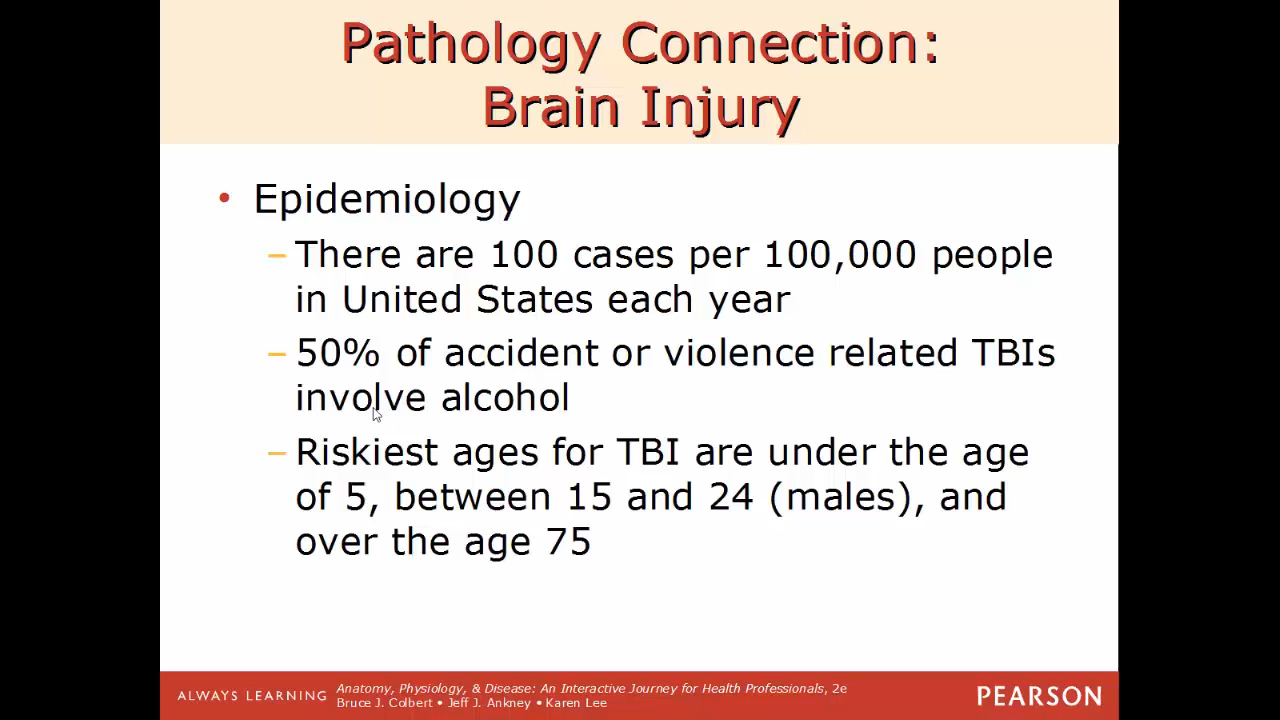 Pathology Connection:
Brain Injury
• Epidemiology
– There are 100 cases per 100,000 people
in United States each year
– 50% of accident or violence related TBIs
involve alcohol
– Riskiest ages for TBI are under the age
of 5, between 15 and 24 (males), and
over the age 75
ALWAYS LEARNING
Anatomy, Physiology, & Disease: An Interactive Journey for Health Professionals, 2e
Bruce J. Colbert • Jeff J. Ankney • Karen Lee
PEARSON